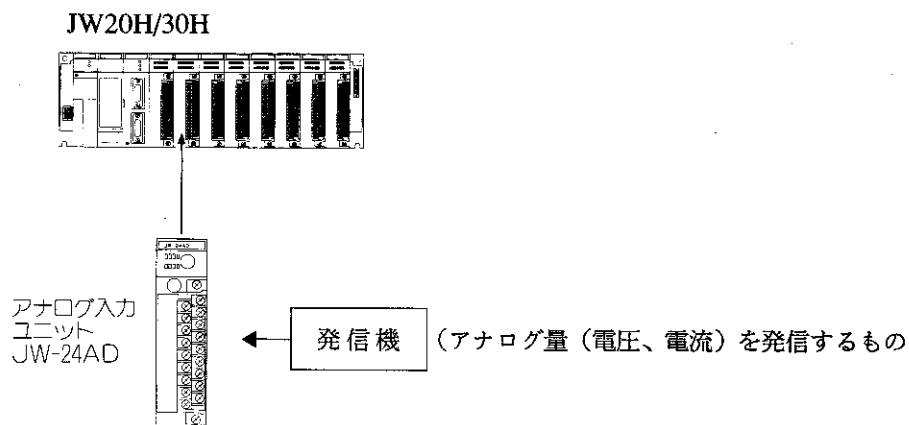 JW20H/30H
アナログ入力
ユニット
JW-24AD
発信機
(アナログ量(電圧、電流)を発信するもの